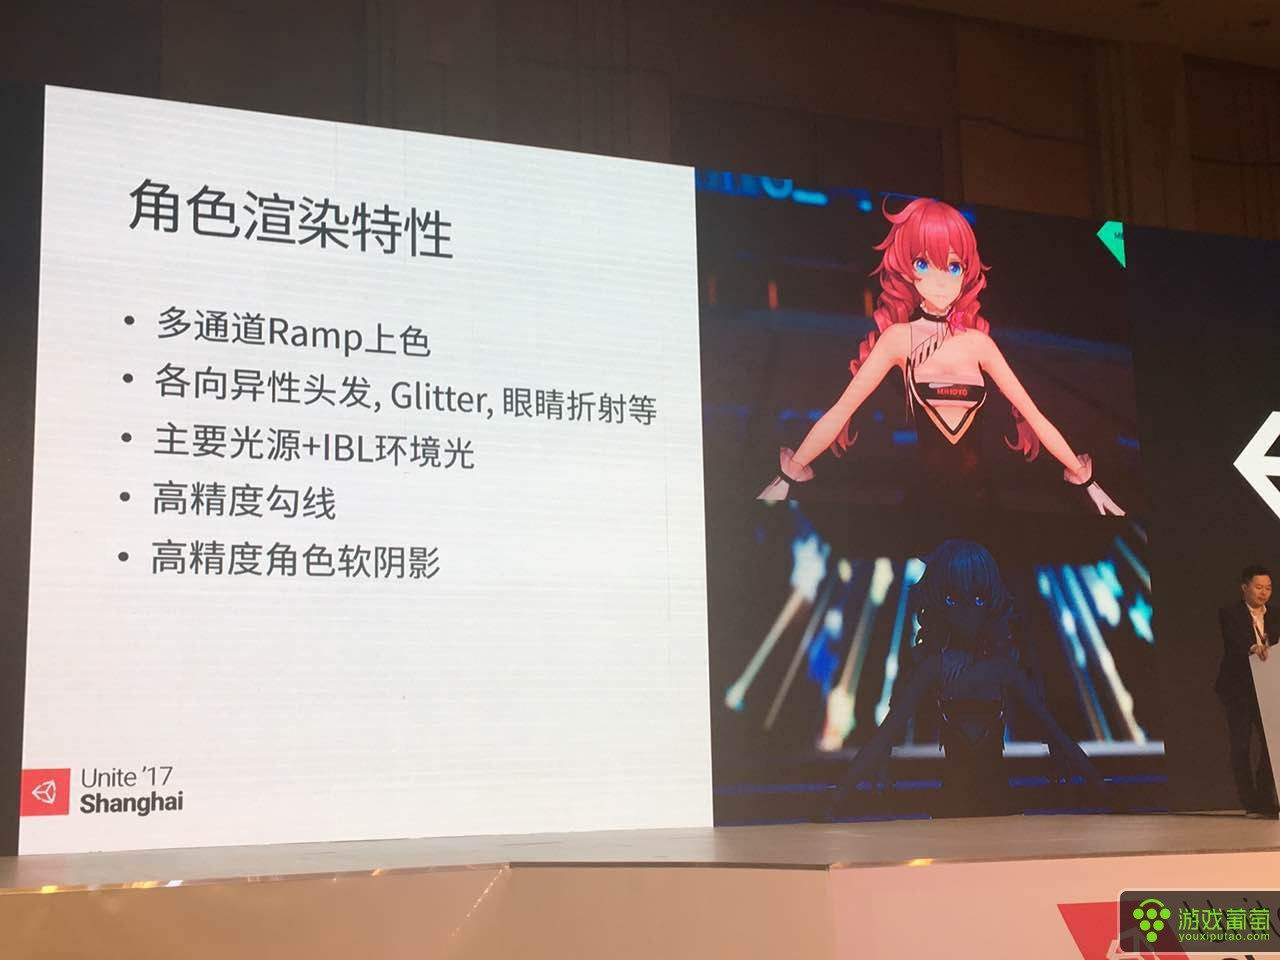 角色渲染特性
• 多通道Ramp上色
• 各向异性头发, Glitter, 眼睛折射等
• 主要光源+IBL环境光
• 高精度勾线
• 高精度角色软阴影
Unite '17
Shanghai
MIHOYO
游戏葡萄
youxiputao.com